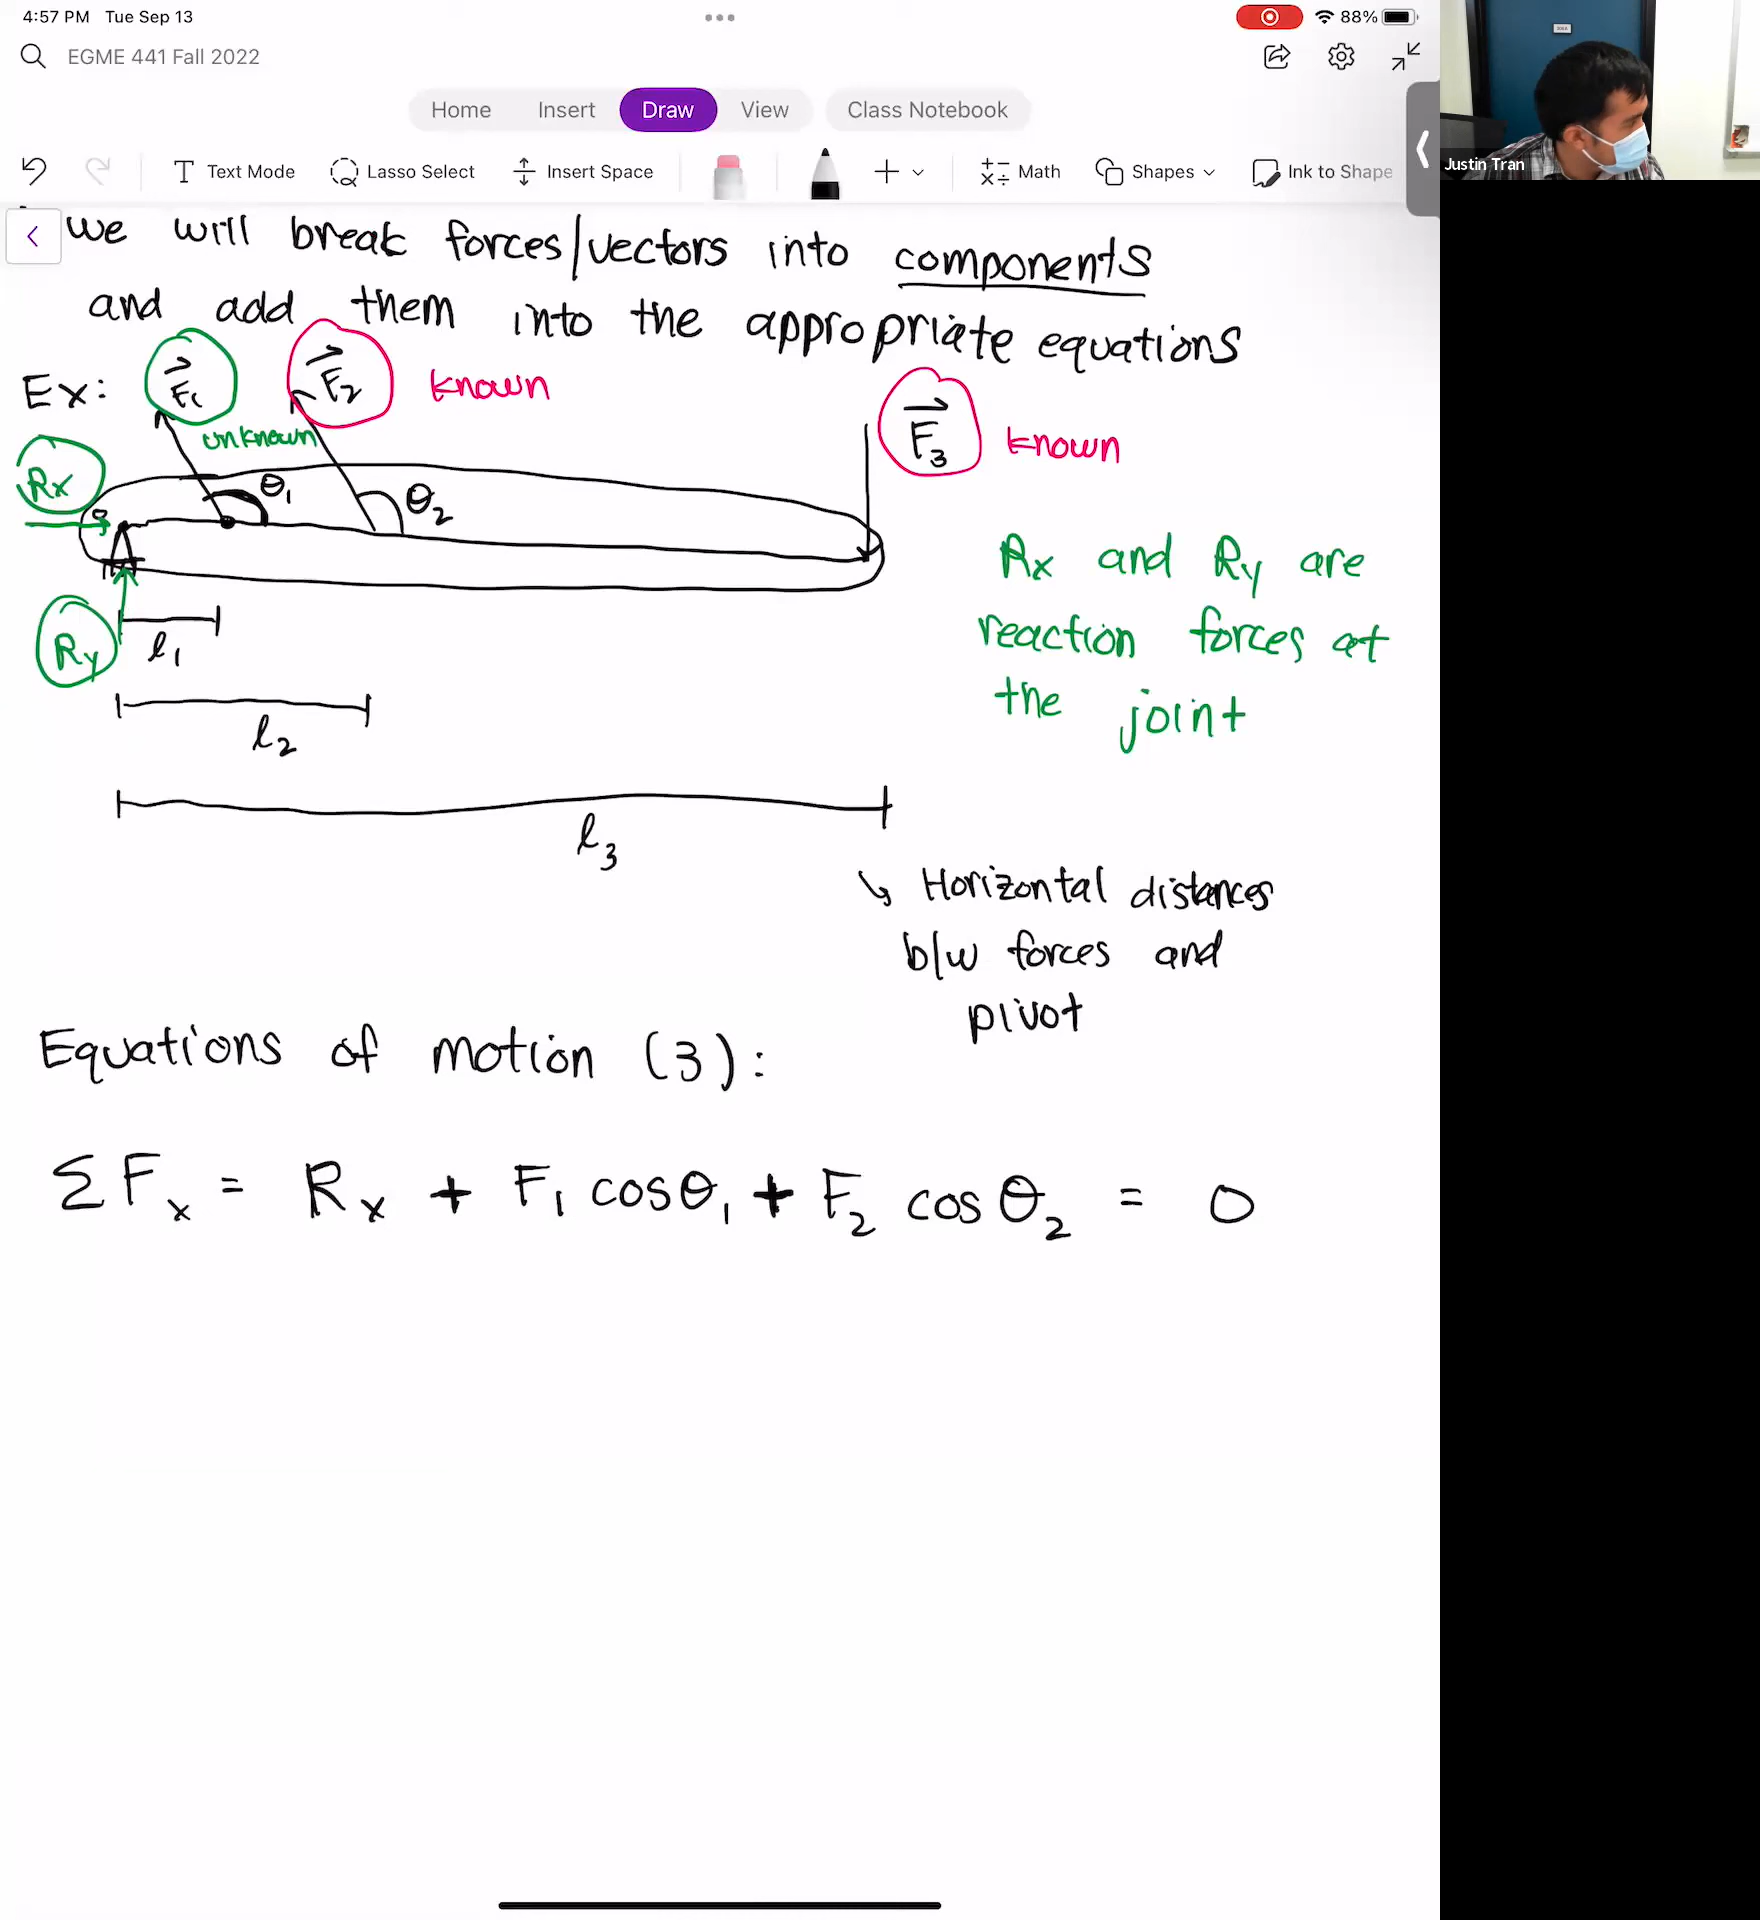 4:57 PM Tue Sep 13
88%
EGME 441 Fall 2022
Home Insert Draw View Class Notebook
Text Mode Lasso Select Insert Space Math Shapes Ink to Shape
Justin Tran
we will break forces/vectors into components
and add them into the appropriate equations
Ex: F₁ F₂ known
unknown
F₃ known
Rx
θ₁
θ₂
Ry
l₁
l₂
l₃
Rx and Ry are
reaction forces at
the joint
↳ Horizontal distances
b/w forces and
pivot
Equations of motion (3):
ΣFx = Rx + F₁ cosθ₁ + F₂ cosθ₂ = 0